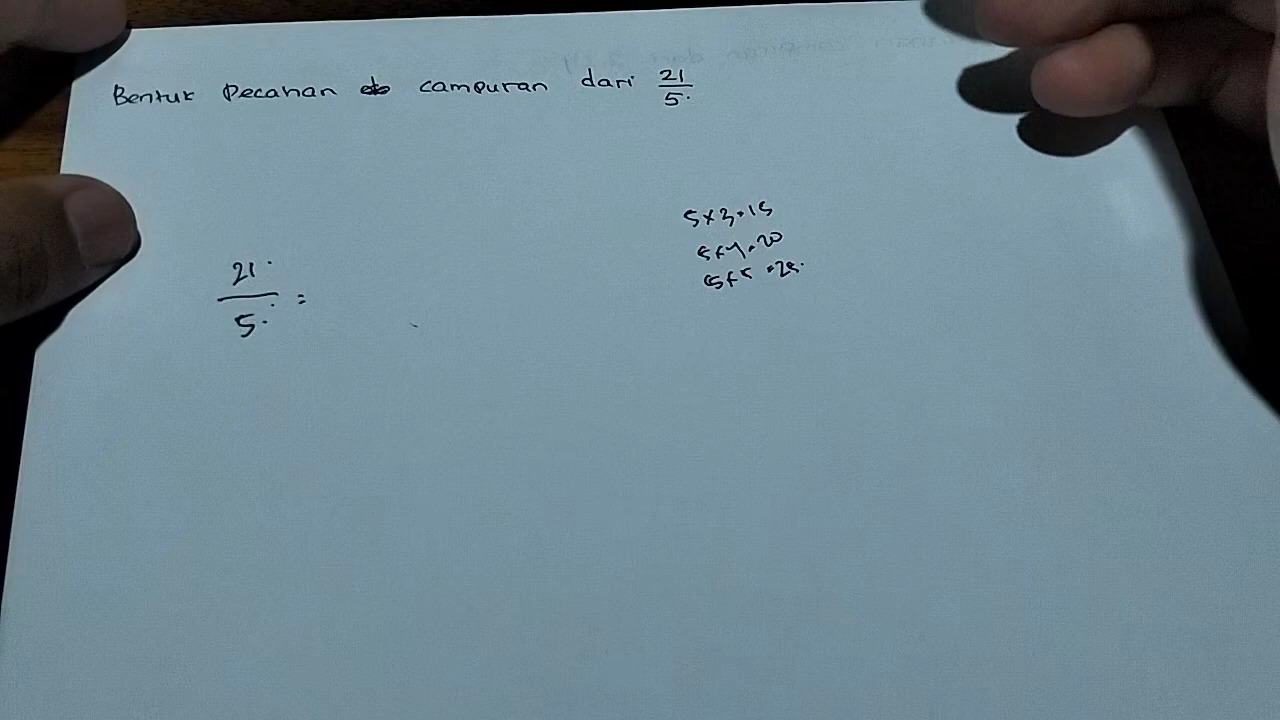 Bentuk pecahan campuran dari 21/5
5x3=15
5x4=20
5x5=25
21/5 =